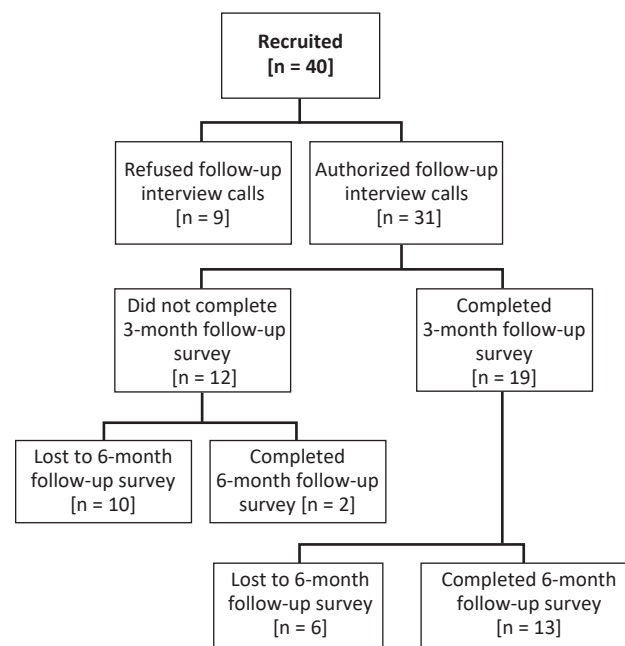 Recruited
[n = 40]
Refused follow-up
interview calls
[n = 9]
Authorized follow-up
interview calls
[n = 31]
Did not complete
3-month follow-up
survey
[n = 12]
Completed
3-month follow-up
survey
[n = 19]
Lost to 6-month
follow-up survey
[n = 10]
Completed
6-month follow-up
survey [n = 2]
Lost to 6-month
follow-up survey
[n = 6]
Completed 6-month
follow-up survey
[n = 13]